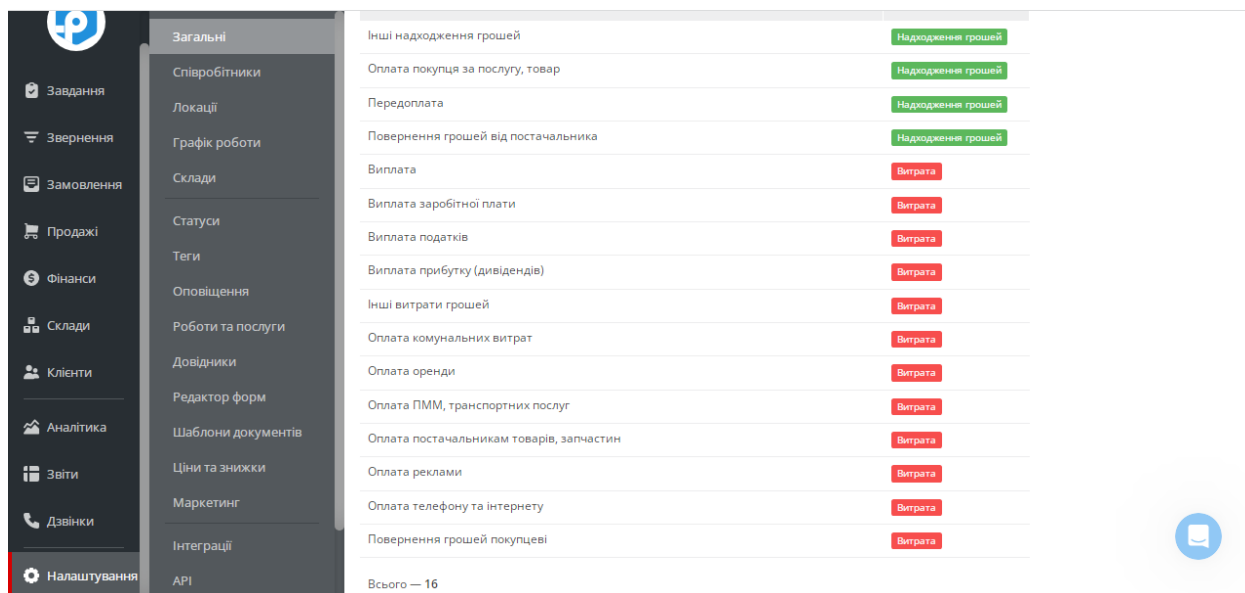 Завдання
Звернення
Замовлення
Продажі
Фінанси
Склади
Клієнти
Аналітика
Звіти
Дзвінки
Налаштування
Загальні
Співробітники
Локації
Графік роботи
Склади
Статуси
Теги
Оповіщення
Роботи та послуги
Довідники
Редактор форм
Шаблони документів
Ціни та знижки
Маркетинг
Інтеграції
API
Інші надходження грошей Надходження грошей
Оплата покупця за послугу, товар Надходження грошей
Передоплата Надходження грошей
Повернення грошей від постачальника Надходження грошей
Виплата Витрата
Виплата заробітної плати Витрата
Виплата податків Витрата
Виплата прибутку (дивідендів) Витрата
Інші витрати грошей Витрата
Оплата комунальних витрат Витрата
Оплата оренди Витрата
Оплата ПММ, транспортних послуг Витрата
Оплата постачальникам товарів, запчастин Витрата
Оплата реклами Витрата
Оплата телефону та інтернету Витрата
Повернення грошей покупцеві Витрата
Всього — 16